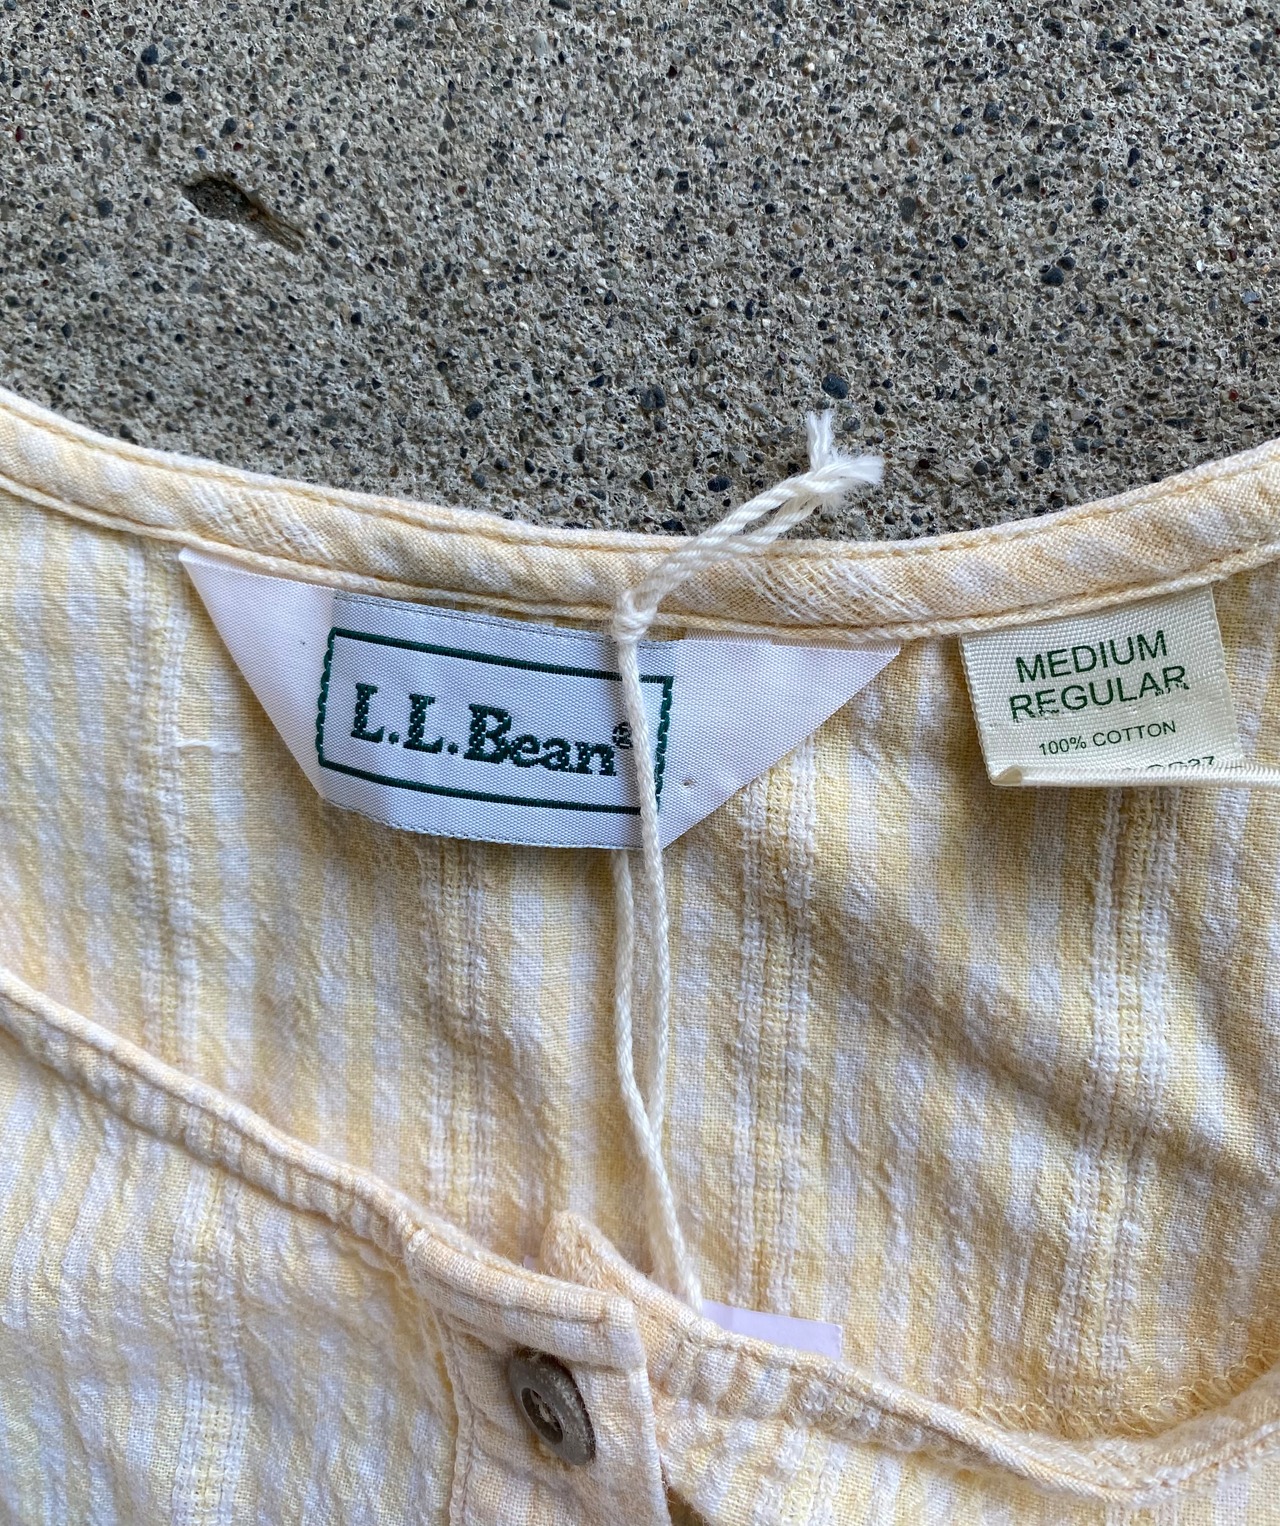 L.L.Bean®
MEDIUM
REGULAR
100% COTTON